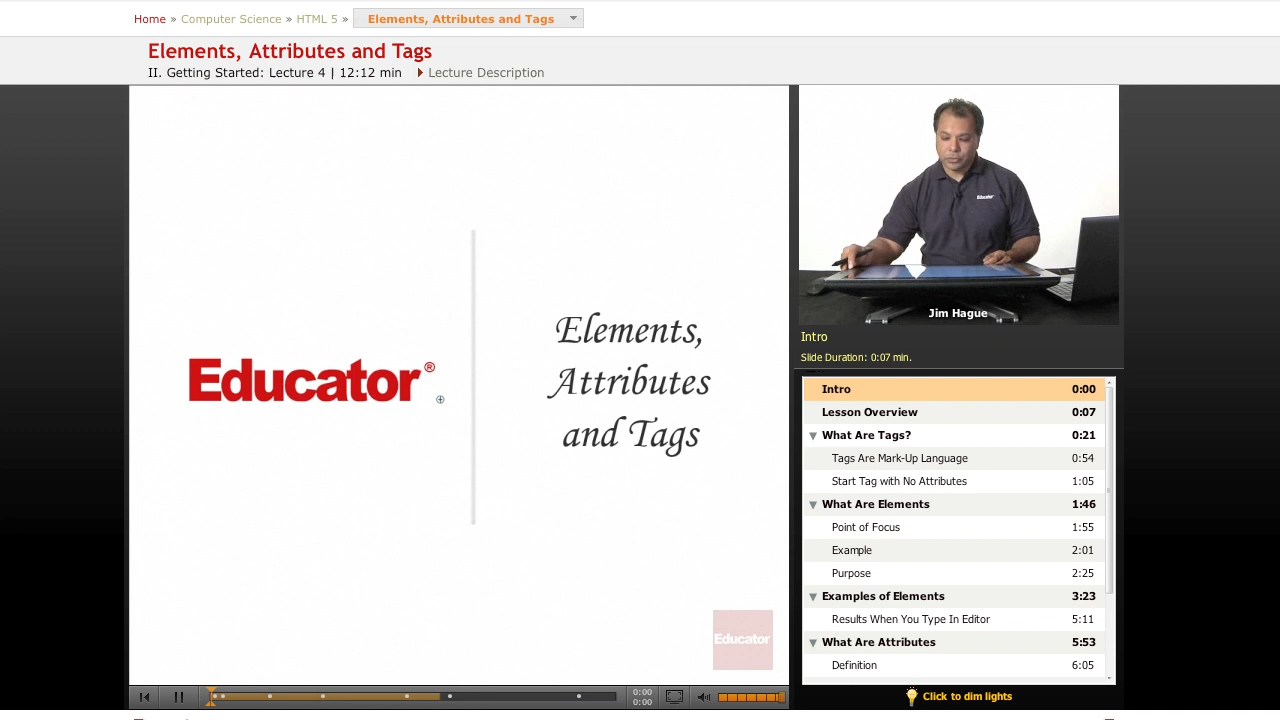 Home » Computer Science » HTML 5 » Elements, Attributes and Tags
Elements, Attributes and Tags
II. Getting Started: Lecture 4 | 12:12 min Lecture Description
Educator®
Elements,
Attributes
and Tags
Educator
0:00
0:00
Educator
Jim Hague
Intro
Slide Duration: 0:07 min.
Intro 0:00
Lesson Overview 0:07
What Are Tags? 0:21
Tags Are Mark-Up Language 0:54
Start Tag with No Attributes 1:05
What Are Elements 1:46
Point of Focus 1:55
Example 2:01
Purpose 2:25
Examples of Elements 3:23
Results When You Type In Editor 5:11
What Are Attributes 5:53
Definition 6:05
Click to dim lights